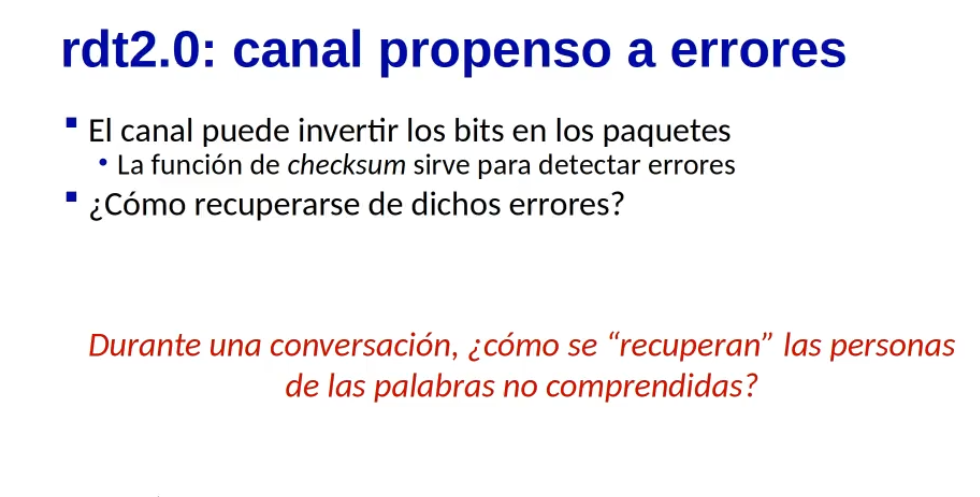 rdt2.0: canal propenso a errores
El canal puede invertir los bits en los paquetes
La función de checksum sirve para detectar errores
¿Cómo recuperarse de dichos errores?
Durante una conversación, ¿cómo se “recuperan” las personas
de las palabras no comprendidas?